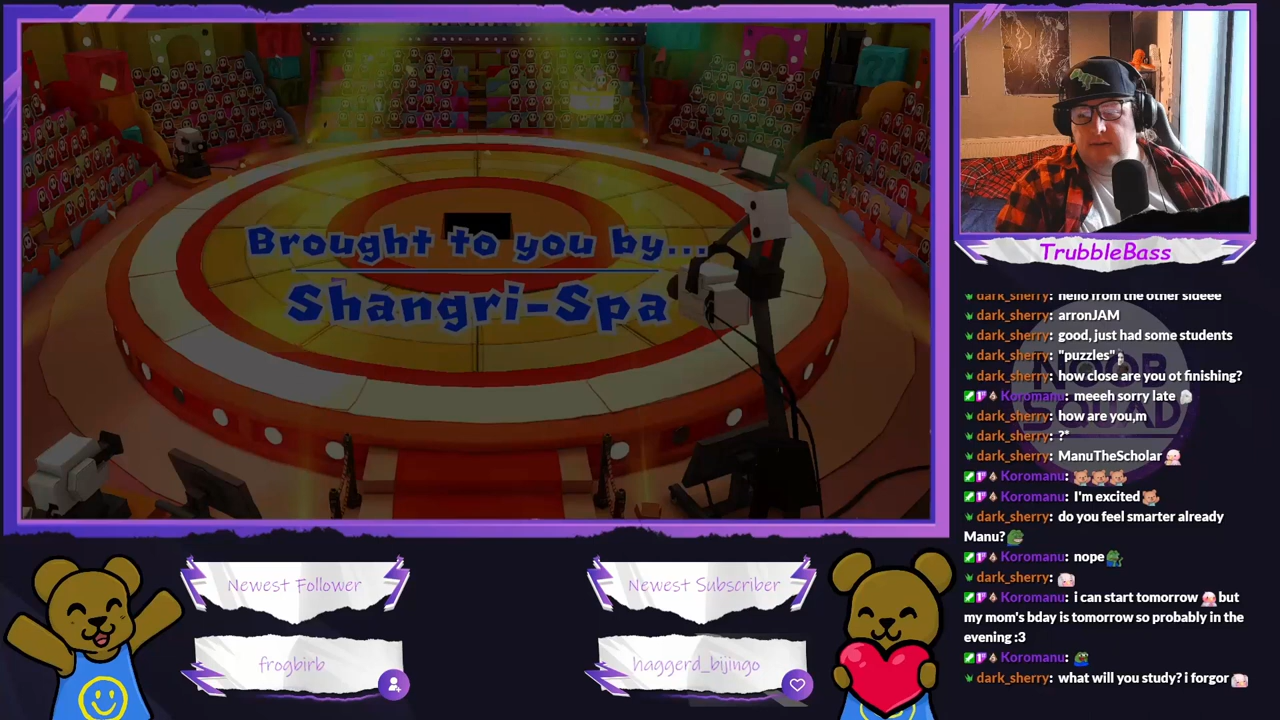 Brought to you by...
Shangri-Spa
TrubbleBass
dark_sherry: hello from the other sideee
dark_sherry: arronJAM
dark_sherry: good, just had some students
dark_sherry: "puzzles"
dark_sherry: how close are you ot finishing?
Koromanu: meeeh sorry late
dark_sherry: how are you,m
dark_sherry: ?*
dark_sherry: ManuTheScholar
Koromanu:
Koromanu: I'm excited
dark_sherry: do you feel smarter already
Manu?
Koromanu: nope
dark_sherry:
Koromanu: i can start tomorrow but
my mom's bday is tomorrow so probably in the
evening :3
Koromanu:
dark_sherry: what will you study? i forgor
NOOB
SQUAD
Newest Follower
frogbirb
Newest Subscriber
haggerd_bijingo